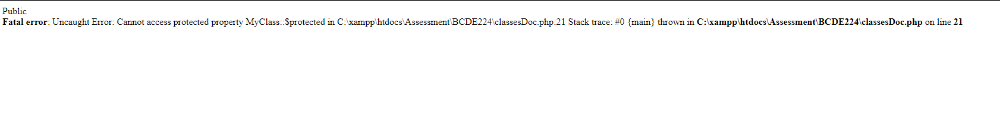 Public
Fatal error: Uncaught Error: Cannot access protected property MyClass::$protected in C:\xampp\htdocs\Assessment\BCDE224\classesDoc.php:21 Stack trace: #0 {main} thrown in C:\xampp\htdocs\Assessment\BCDE224\classesDoc.php on line 21